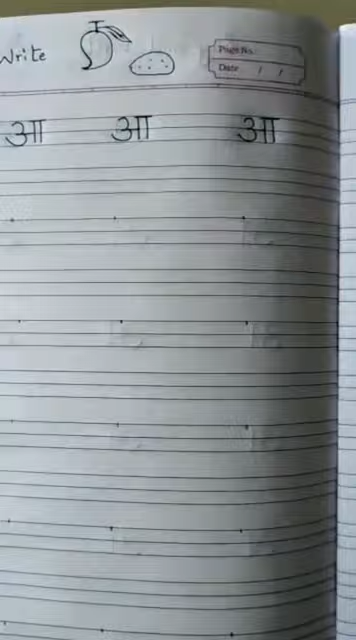 Write
Page No.
Date / /
आ आ आ